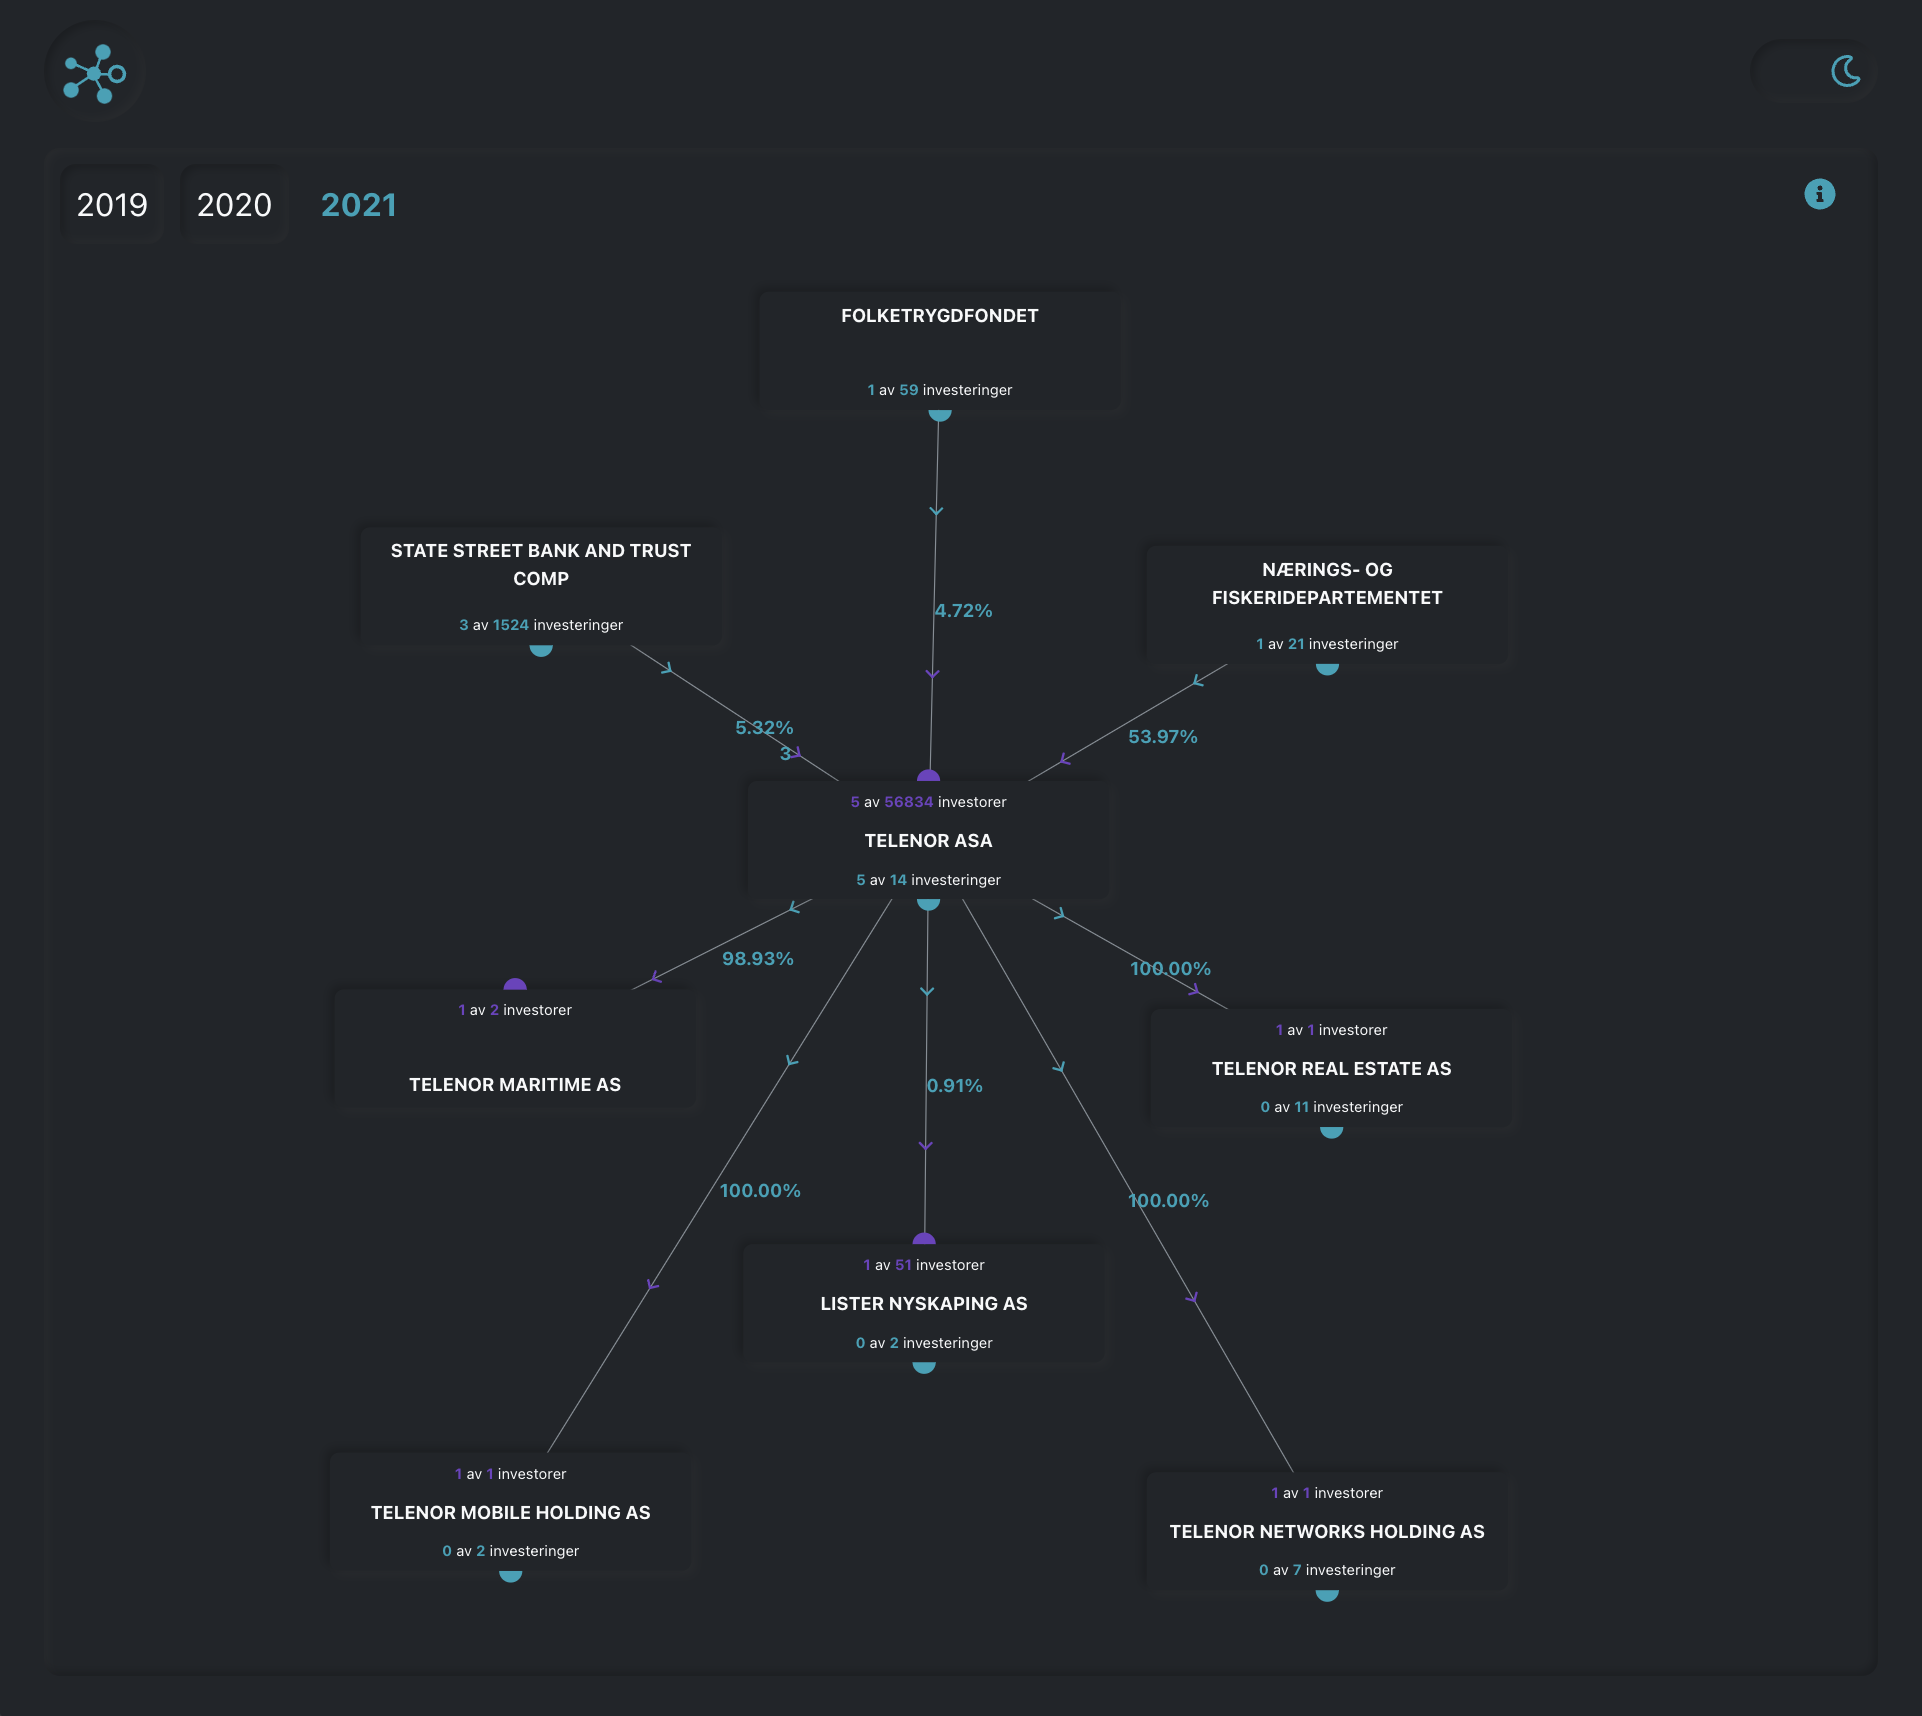 2019
2020
2021
FOLKETRYGDFONDET
1 av 59 investeringer
STATE STREET BANK AND TRUST
COMP
3 av 1524 investeringer
NÆRINGS- OG
FISKERIDEPARTEMENTET
1 av 21 investeringer
4.72%
5.32%
3
53.97%
5 av 56834 investorer
TELENOR ASA
5 av 14 investeringer
98.93%
100.00%
1 av 2 investorer
TELENOR MARITIME AS
0.91%
1 av 1 investorer
TELENOR REAL ESTATE AS
0 av 11 investeringer
100.00%
100.00%
1 av 51 investorer
LISTER NYSKAPING AS
0 av 2 investeringer
1 av 1 investorer
TELENOR MOBILE HOLDING AS
0 av 2 investeringer
1 av 1 investorer
TELENOR NETWORKS HOLDING AS
0 av 7 investeringer